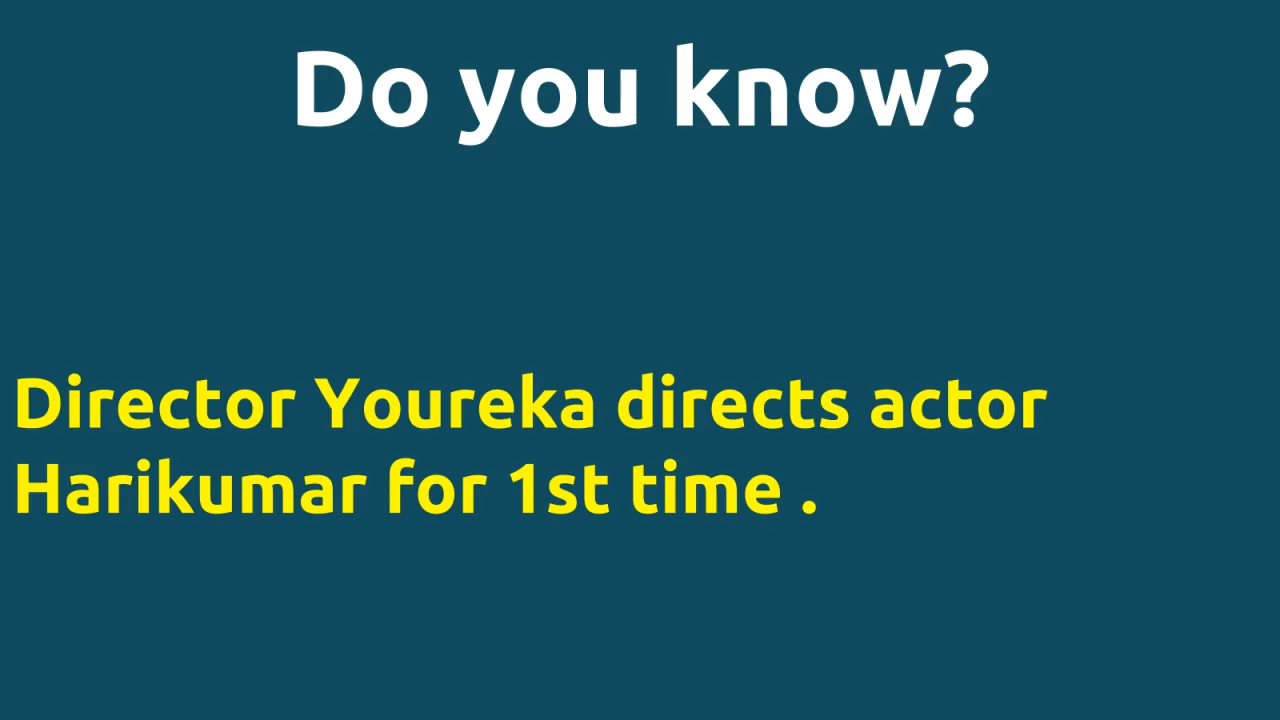 Do you know?
Director Youreka directs actor
Harikumar for 1st time .